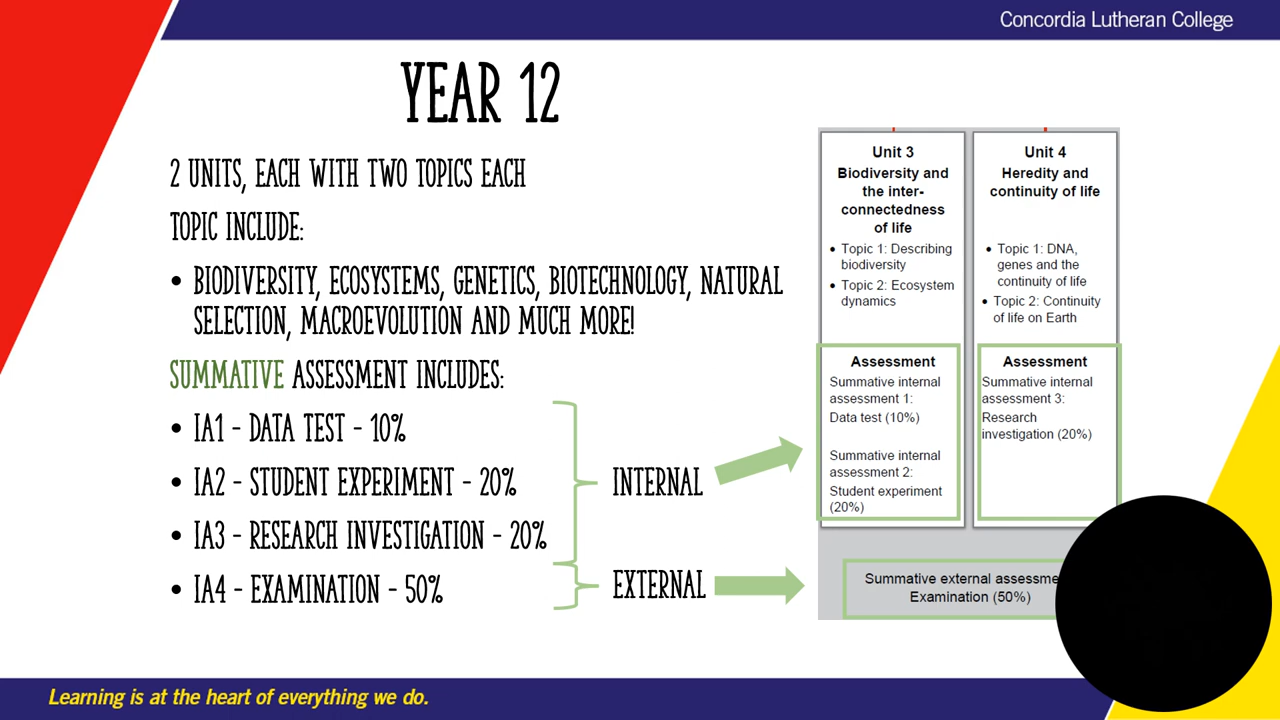 Concordia Lutheran College
YEAR 12
2 UNITS, EACH WITH TWO TOPICS EACH
TOPIC INCLUDE:
• BIODIVERSITY, ECOSYSTEMS, GENETICS, BIOTECHNOLOGY, NATURAL
SELECTION, MACROEVOLUTION AND MUCH MORE!
SUMMATIVE ASSESSMENT INCLUDES:
• IA1 - DATA TEST - 10%
• IA2 - STUDENT EXPERIMENT - 20%
• IA3 - RESEARCH INVESTIGATION - 20%
• IA4 - EXAMINATION - 50%
INTERNAL
EXTERNAL
Unit 3
Biodiversity and
the inter-
connectedness
of life
• Topic 1: Describing
biodiversity
• Topic 2: Ecosystem
dynamics
Assessment
Summative internal
assessment 1:
Data test (10%)
Summative internal
assessment 2:
Student experiment
(20%)
Unit 4
Heredity and
continuity of life
• Topic 1: DNA,
genes and the
continuity of life
• Topic 2: Continuity
of life on Earth
Assessment
Summative internal
assessment 3:
Research
investigation (20%)
Summative external
Examination (50%)
Learning is at the heart of everything we do.